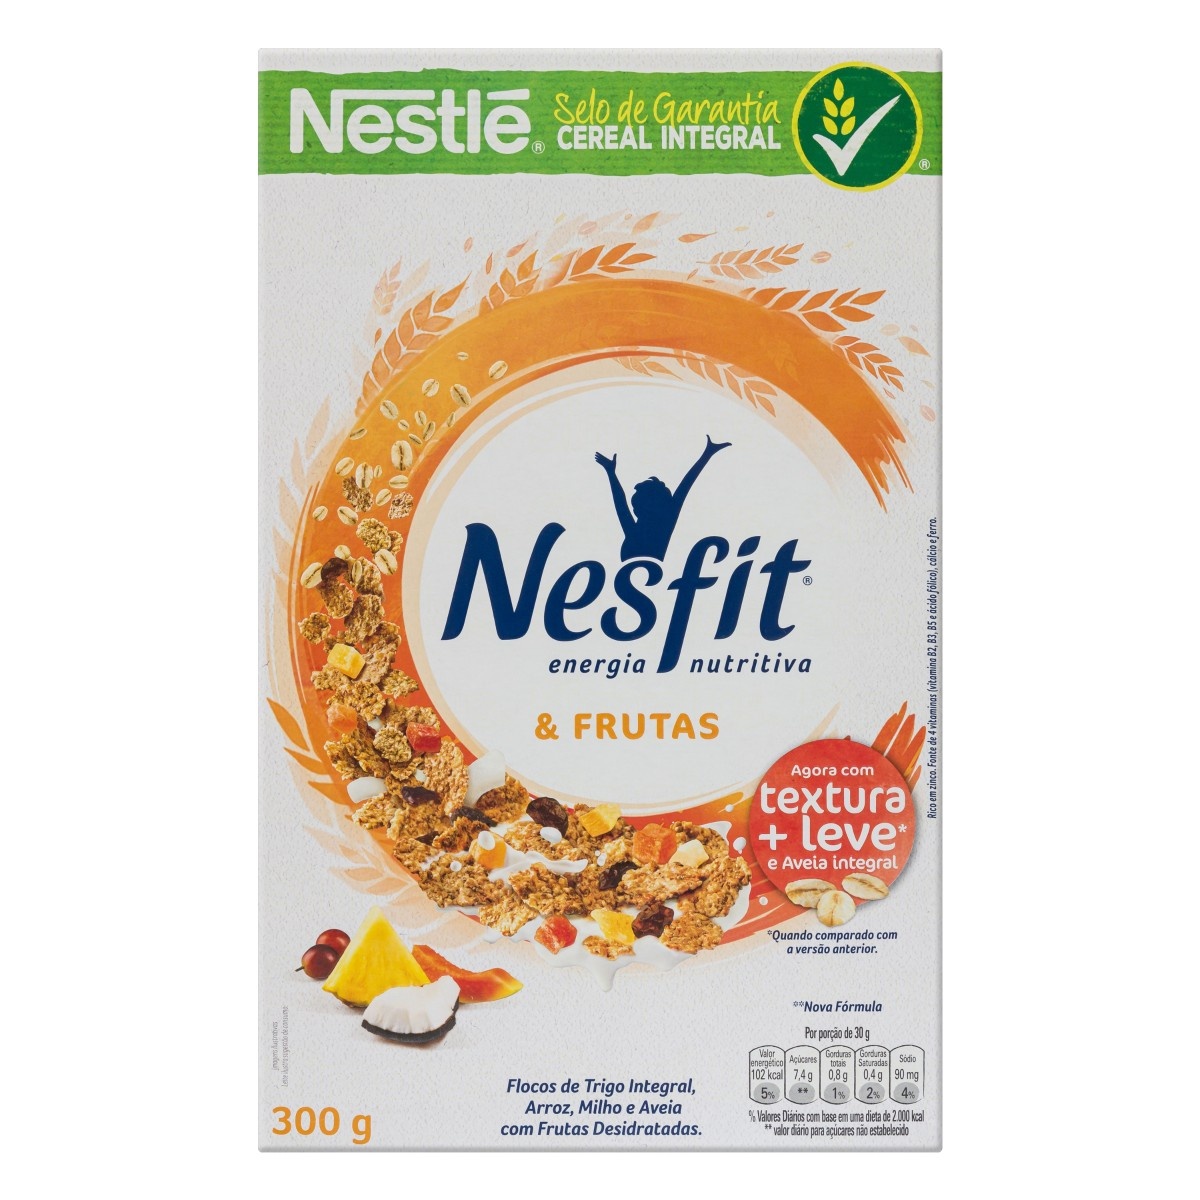 Nestlé®
Selo de Garantia
CEREAL INTEGRAL
®
Nesfit®
energia nutritiva
& FRUTAS
Agora com
textura
+ leve*
e Aveia integral
*Quando comparado com
a versão anterior.
Rico em zinco. Fonte de 4 vitaminas (vitamina B2, B3, B5 e ácido fólico), cálcio e ferro.
**Nova Fórmula
Por porção de 30 g
Valor energético 102 kcal 5%
Açúcares 7,4 g **
Gorduras totais 0,8 g 1%
Gorduras Saturadas 0,4 g 2%
Sódio 90 mg 4%
% Valores Diários com base em uma dieta de 2.000 kcal
** valor diário para açúcares não estabelecido
Flocos de Trigo Integral,
Arroz, Milho e Aveia
com Frutas Desidratadas.
300 g